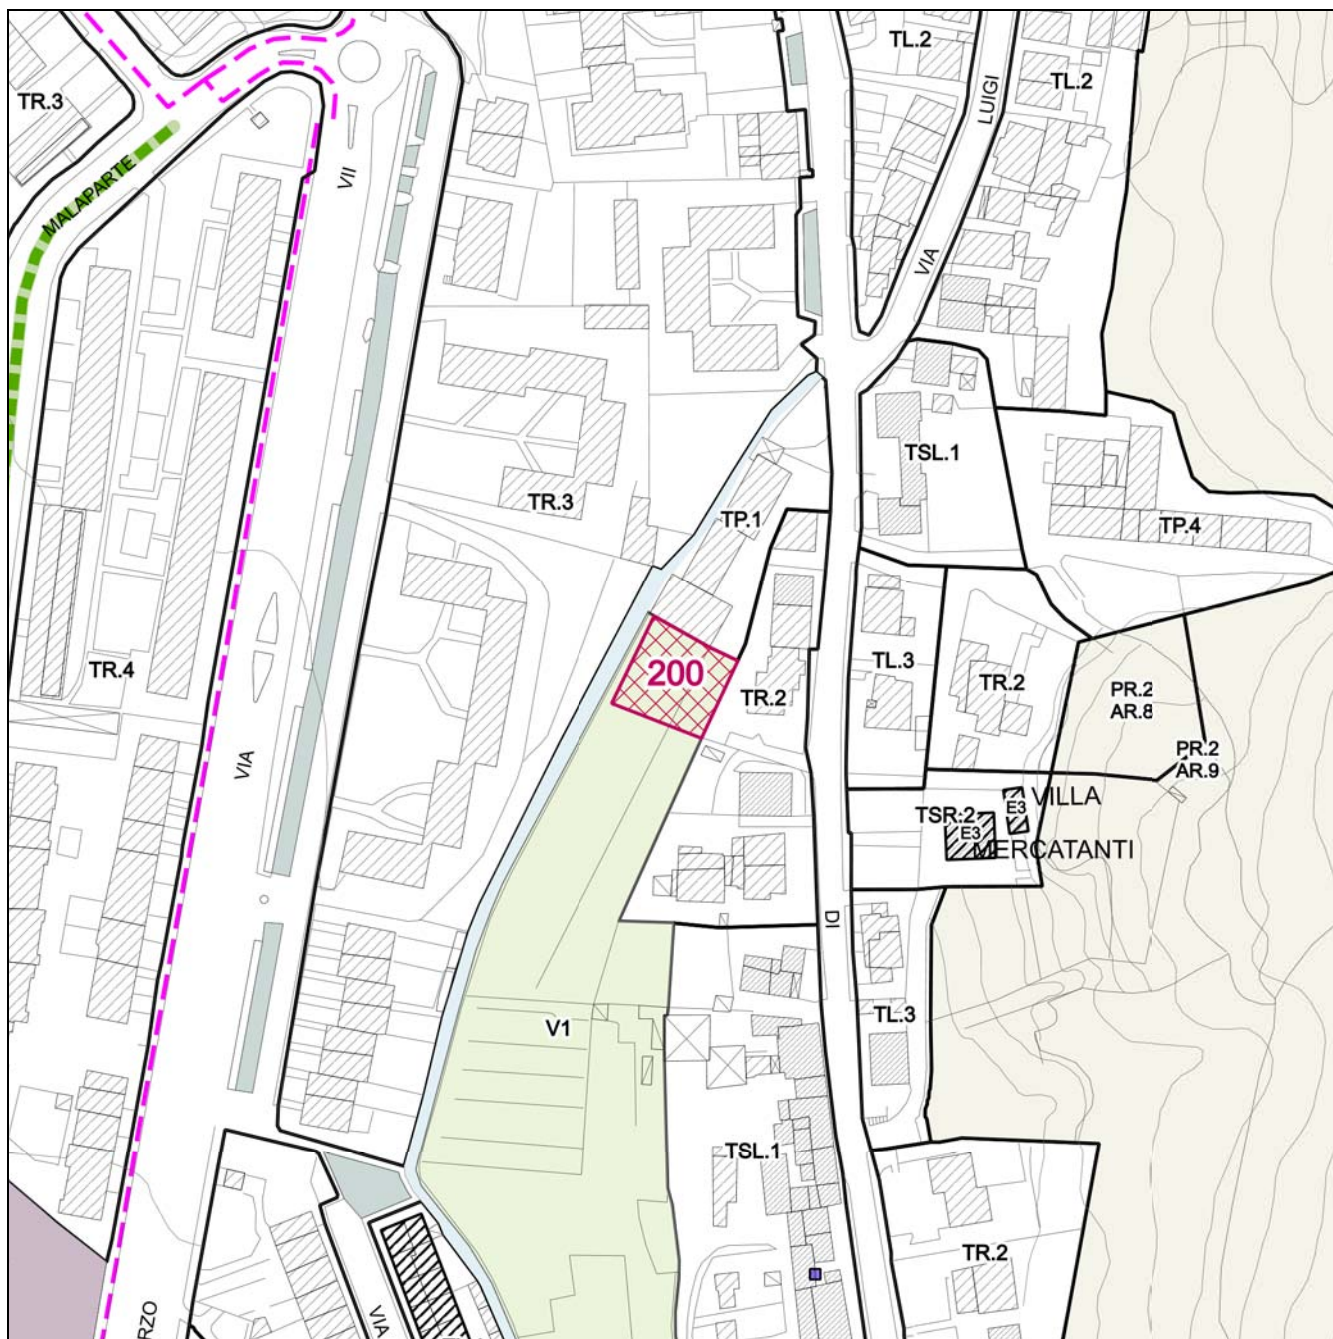 TL.2
TL.2
TR.3
LUIGI
MALAPARTE
VII
VIA
TSL.1
TR.3
TP.1
TP.4
TL.3
200
TR.4
TR.2
TR.2
PR.2
AR.8
PR.2
AR.9
VIA
E3
VILLA
TSR.2
E3
MERCATANTI
DI
V1
TL.3
TSL.1
TR.2
RZO
VIA